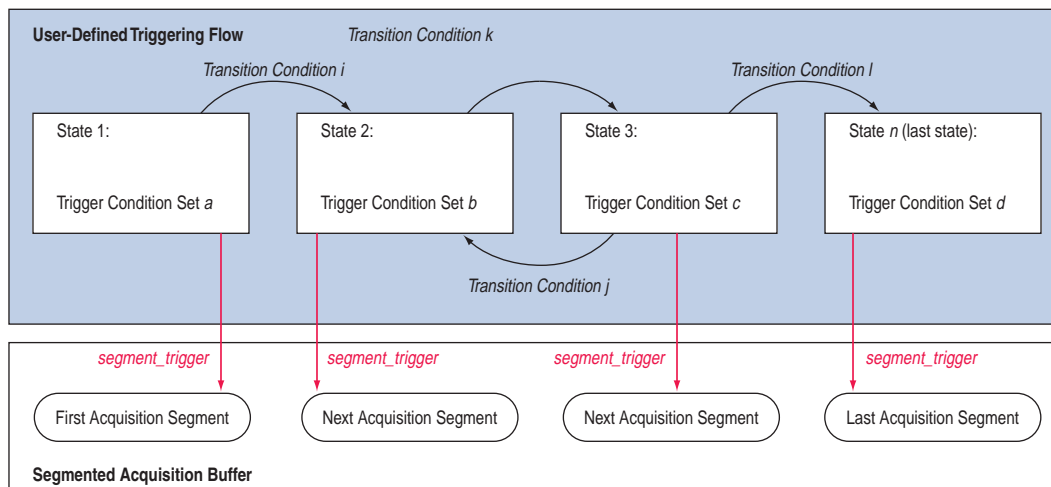 User-Defined Triggering Flow
Transition Condition k
Transition Condition i
Transition Condition l
State 1:
Trigger Condition Set a
State 2:
Trigger Condition Set b
State 3:
Trigger Condition Set c
State n (last state):
Trigger Condition Set d
Transition Condition j
segment_trigger
segment_trigger
segment_trigger
segment_trigger
First Acquisition Segment
Next Acquisition Segment
Next Acquisition Segment
Last Acquisition Segment
Segmented Acquisition Buffer